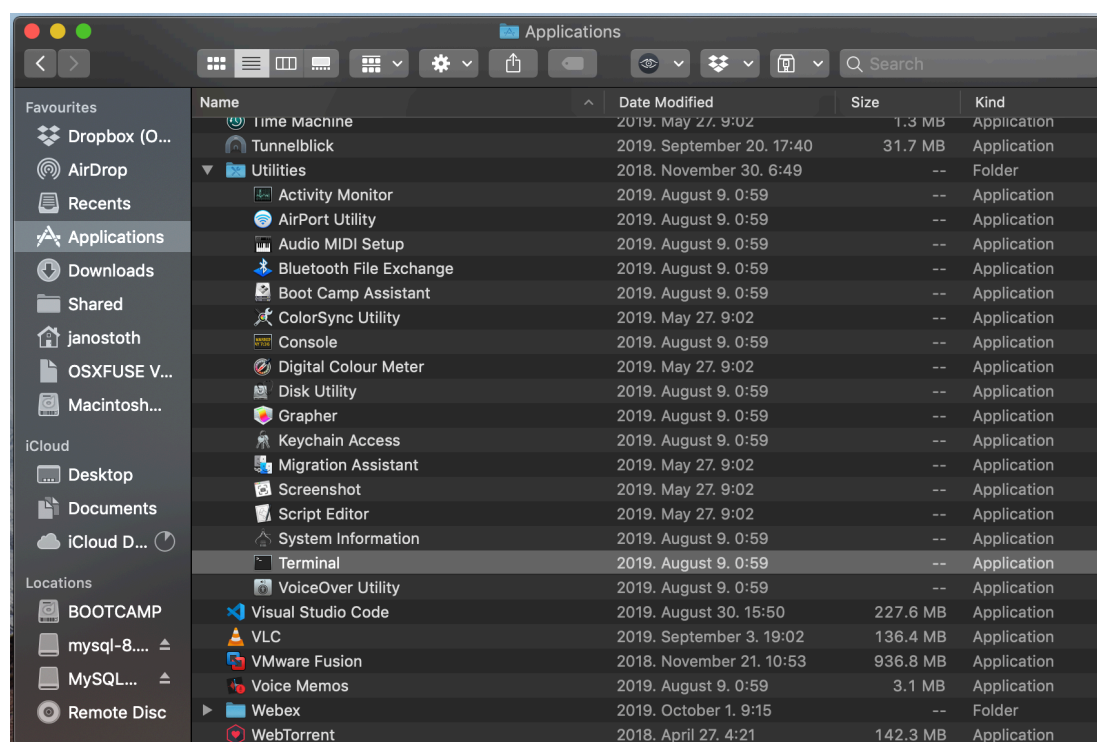 Applications
Search
Favourites
Dropbox (O...
AirDrop
Recents
Applications
Downloads
Shared
janostoth
OSXFUSE V...
Macintosh...
iCloud
Desktop
Documents
iCloud D...
Locations
BOOTCAMP
mysql-8....
MySQL...
Remote Disc
Name Date Modified Size Kind
Time Machine 2019. May 27. 9:02 1.3 MB Application
Tunnelblick 2019. September 20. 17:40 31.7 MB Application
Utilities 2018. November 30. 6:49 -- Folder
Activity Monitor 2019. August 9. 0:59 -- Application
AirPort Utility 2019. August 9. 0:59 -- Application
Audio MIDI Setup 2019. August 9. 0:59 -- Application
Bluetooth File Exchange 2019. August 9. 0:59 -- Application
Boot Camp Assistant 2019. August 9. 0:59 -- Application
ColorSync Utility 2019. May 27. 9:02 -- Application
Console 2019. August 9. 0:59 -- Application
Digital Colour Meter 2019. May 27. 9:02 -- Application
Disk Utility 2019. August 9. 0:59 -- Application
Grapher 2019. August 9. 0:59 -- Application
Keychain Access 2019. August 9. 0:59 -- Application
Migration Assistant 2019. May 27. 9:02 -- Application
Screenshot 2019. May 27. 9:02 -- Application
Script Editor 2019. May 27. 9:02 -- Application
System Information 2019. August 9. 0:59 -- Application
Terminal 2019. August 9. 0:59 -- Application
VoiceOver Utility 2019. August 9. 0:59 -- Application
Visual Studio Code 2019. August 30. 15:50 227.6 MB Application
VLC 2019. September 3. 19:02 136.4 MB Application
VMware Fusion 2018. November 21. 10:53 936.8 MB Application
Voice Memos 2019. August 9. 0:59 3.1 MB Application
Webex 2019. October 1. 9:15 -- Folder
WebTorrent 2018. April 27. 4:21 142.3 MB Application